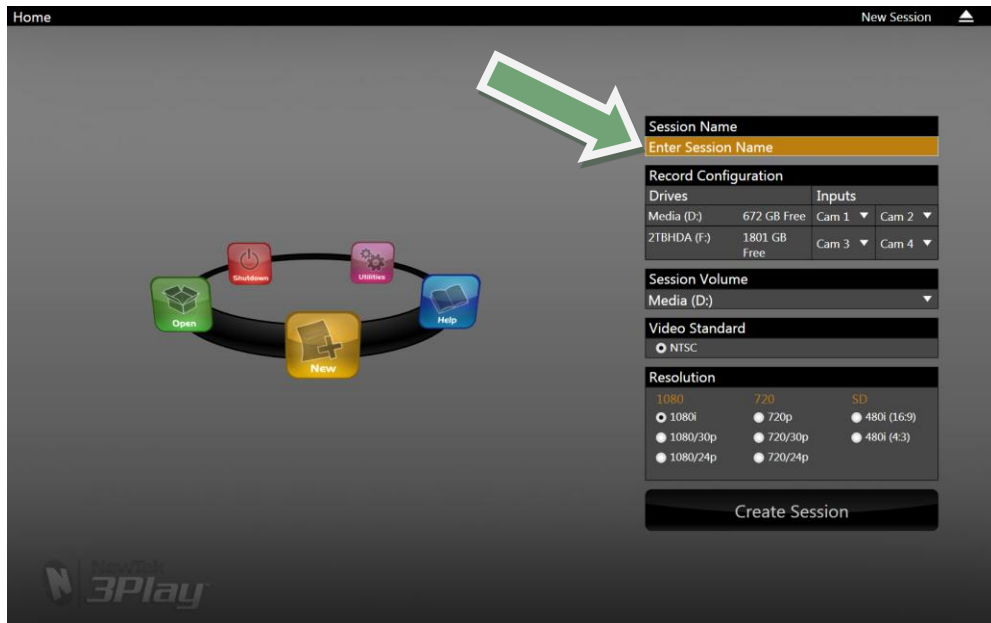 Home
New Session
Session Name
Enter Session Name
Record Configuration
Drives Inputs
Media (D:) 672 GB Free Cam 1 Cam 2
2TBHDA (F:) 1801 GB Free Cam 3 Cam 4
Session Volume
Media (D:)
Video Standard
NTSC
Resolution
1080 720 SD
1080i 720p 480i (16:9)
1080/30p 720/30p 480i (4:3)
1080/24p 720/24p
Create Session
Shutdown
Utilities
Open
Help
New
N NewTek
3Play